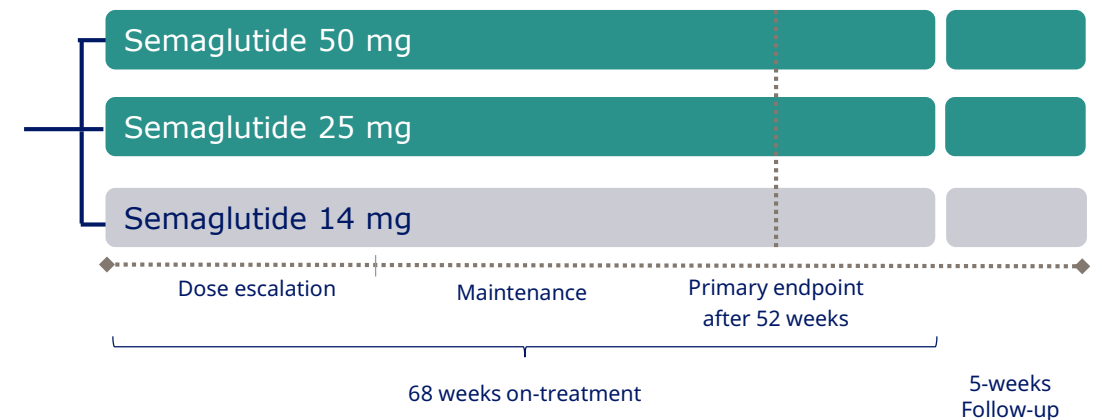 Semaglutide 50 mg
Semaglutide 25 mg
Semaglutide 14 mg
Dose escalation
Maintenance
Primary endpoint
after 52 weeks
68 weeks on-treatment
5-weeks
Follow-up